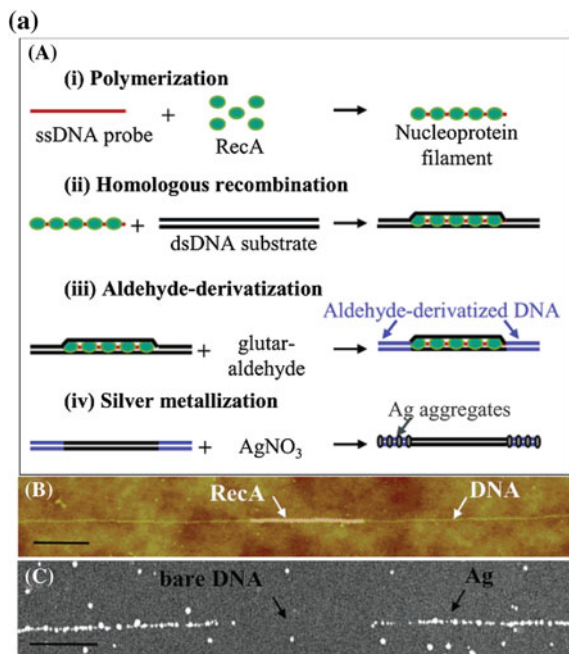 (a)
(A)
(i) Polymerization
ssDNA probe
+
RecA
Nucleoprotein
filament
(ii) Homologous recombination
+
dsDNA substrate
(iii) Aldehyde-derivatization
Aldehyde-derivatized DNA
+
glutar-
aldehyde
(iv) Silver metallization
Ag aggregates
+
AgNO₃
(B)
RecA
DNA
(C)
bare DNA
Ag